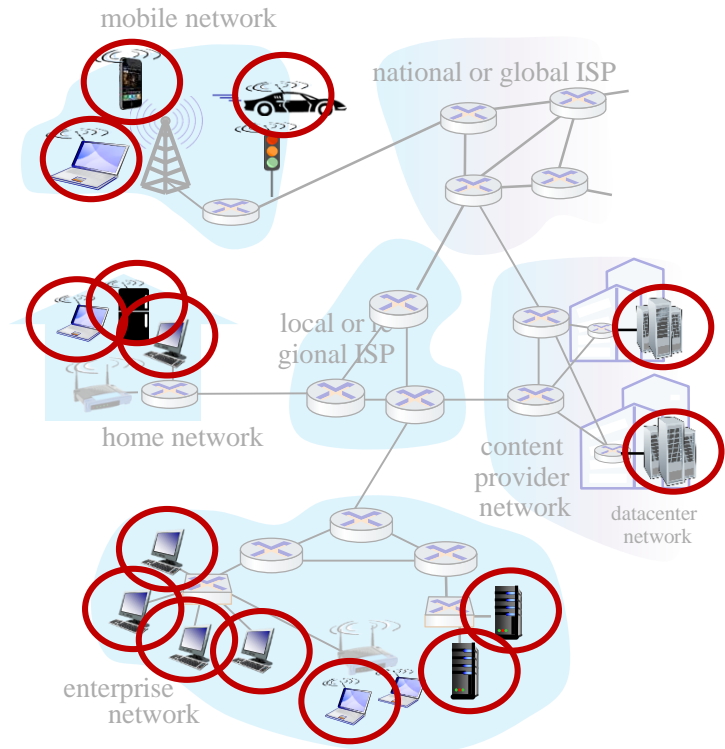 mobile network
national or global ISP
local or re
gional ISP
home network
content
provider
network
datacenter
network
enterprise
network